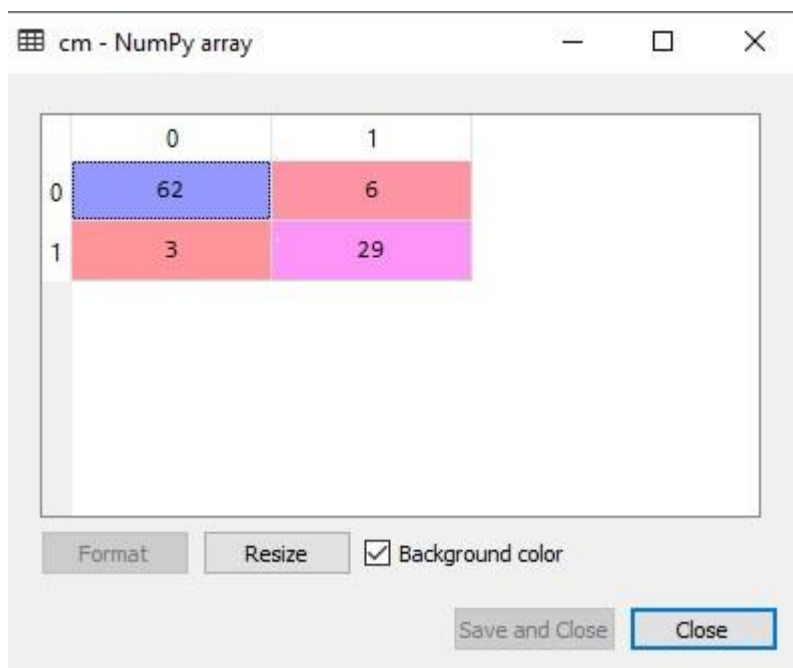 cm - NumPy array
0 1
0 62 6
1 3 29
Format Resize Background color
Save and Close Close